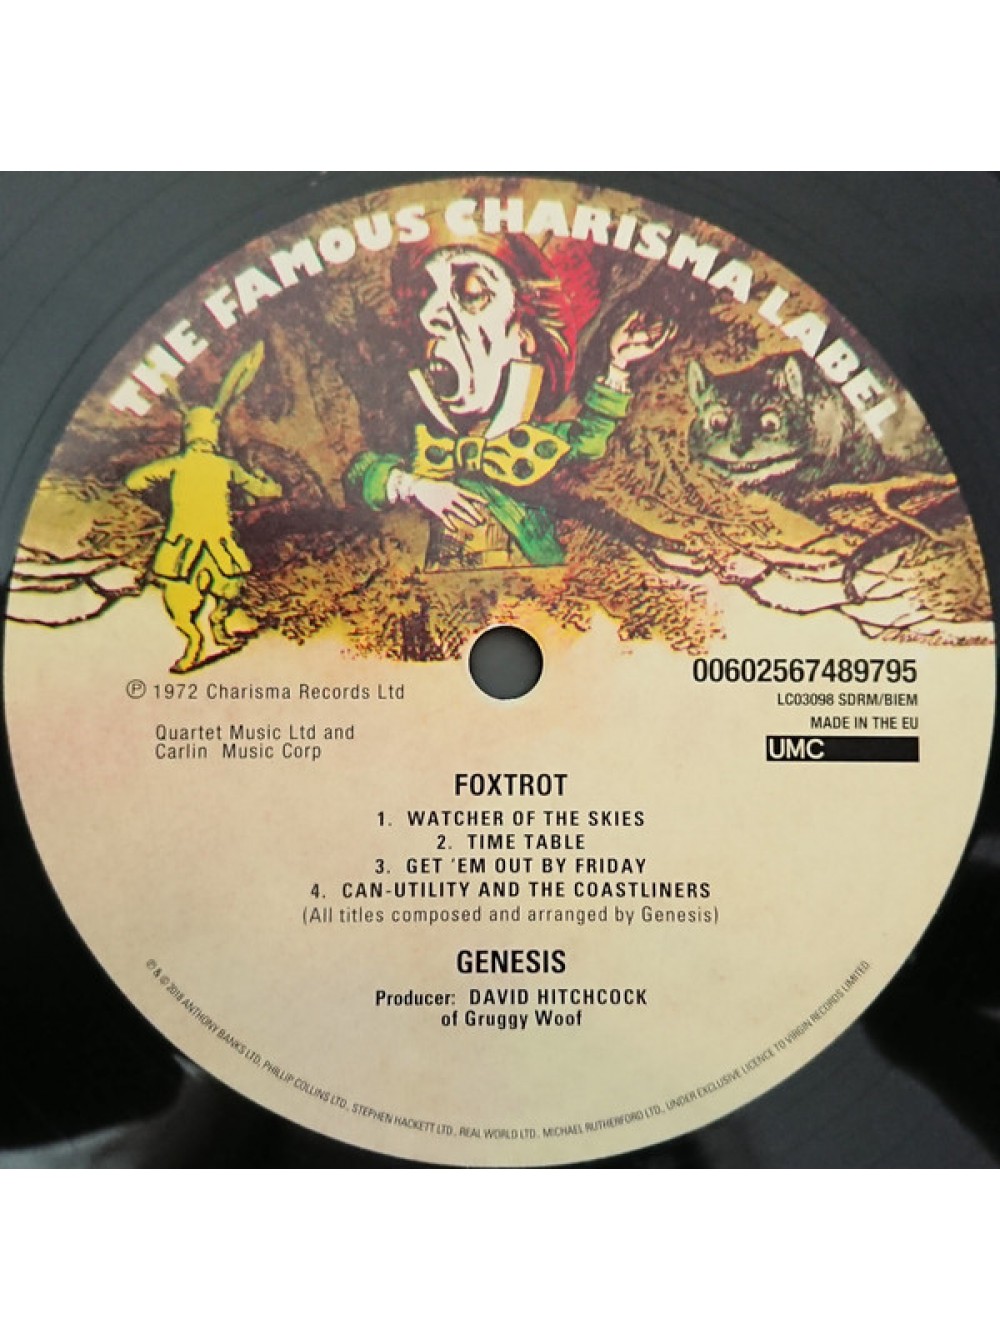 THE FAMOUS CHARISMA LABEL
℗ 1972 Charisma Records Ltd
Quartet Music Ltd and
Carlin Music Corp
00602567489795
LC03098 SDRM/BIEM
MADE IN THE EU
UMC
FOXTROT
1. WATCHER OF THE SKIES
2. TIME TABLE
3. GET 'EM OUT BY FRIDAY
4. CAN-UTILITY AND THE COASTLINERS
(All titles composed and arranged by Genesis)
GENESIS
Producer: DAVID HITCHCOCK
of Gruggy Woof
℗ & © 2018 ANTHONY BANKS LTD., PHILLIP COLLINS LTD., STEPHEN HACKETT LTD., REAL WORLD LTD. MICHAEL RUTHERFORD LTD., UNDER EXCLUSIVE LICENCE TO VIRGIN RECORDS LIMITED.